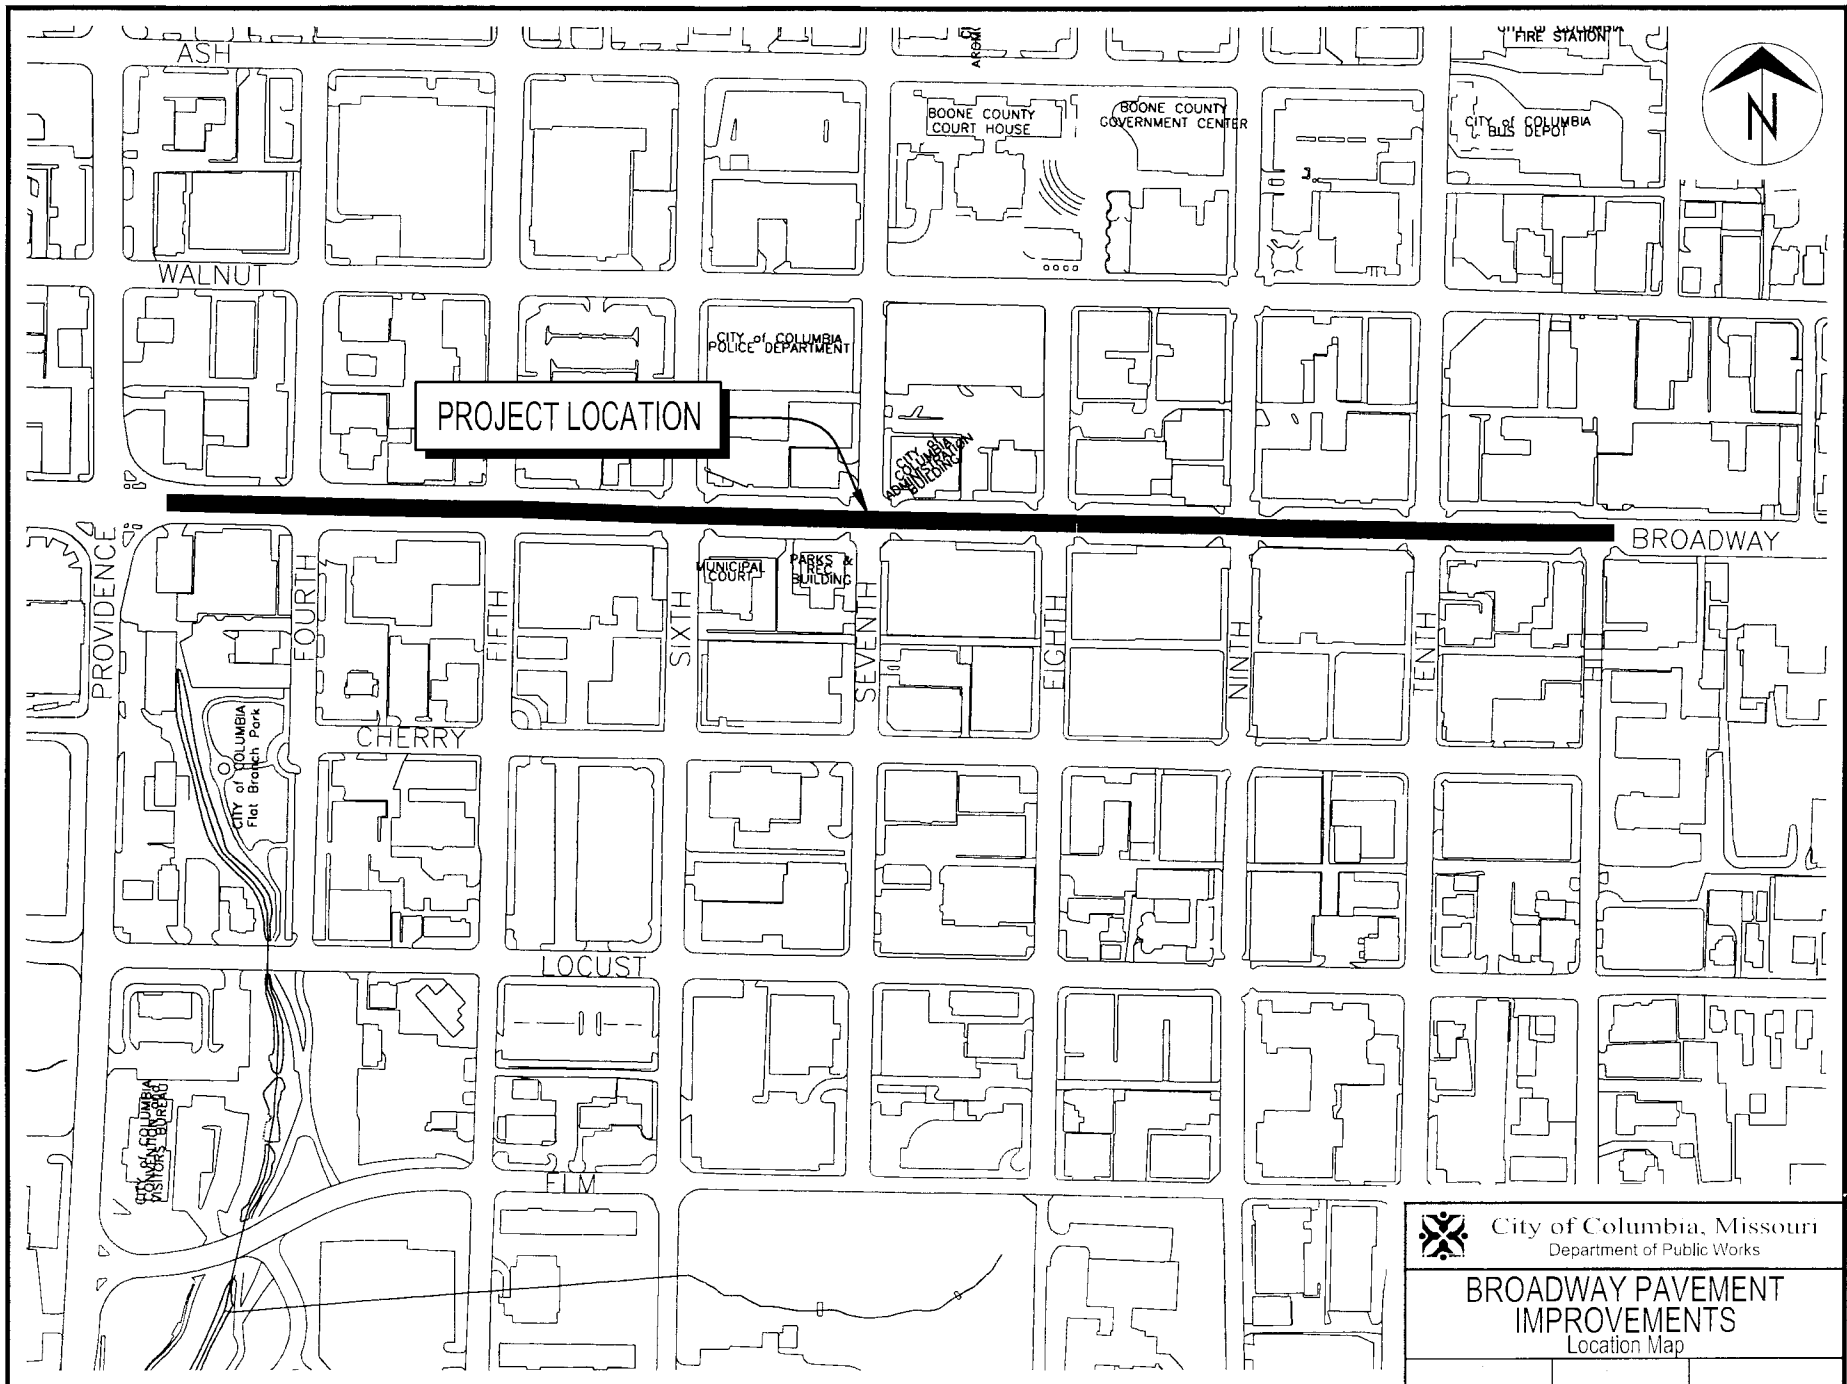 ASH
FIRE STATION
BOONE COUNTY
COURT HOUSE
BOONE COUNTY
GOVERNMENT CENTER
CITY of COLUMBIA
BUS DEPOT
N
WALNUT
CITY of COLUMBIA
POLICE DEPARTMENT
PROJECT LOCATION
CITY of
COLUMBIA
ADMINISTRATION
BUILDING
BROADWAY
PROVIDENCE
FOURTH
FIFTH
SIXTH
MUNICIPAL
COURT
PARKS &
REC
BUILDING
SEVENTH
EIGHTH
NINTH
TENTH
CITY of COLUMBIA
Flat Branch Park
CHERRY
LOCUST
CITY of COLUMBIA
CONVENTION and
VISITORS BUREAU
ELM
City of Columbia, Missouri
Department of Public Works
BROADWAY PAVEMENT
IMPROVEMENTS
Location Map